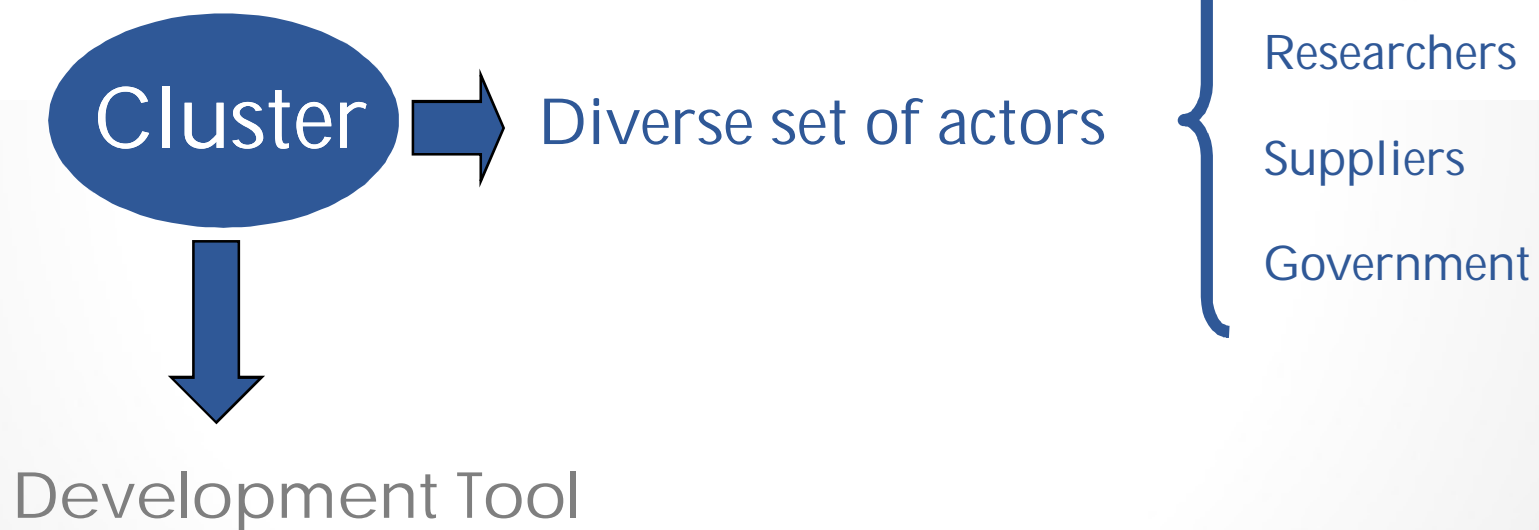 Researchers
Cluster
Diverse set of actors
Suppliers
Government
Development Tool